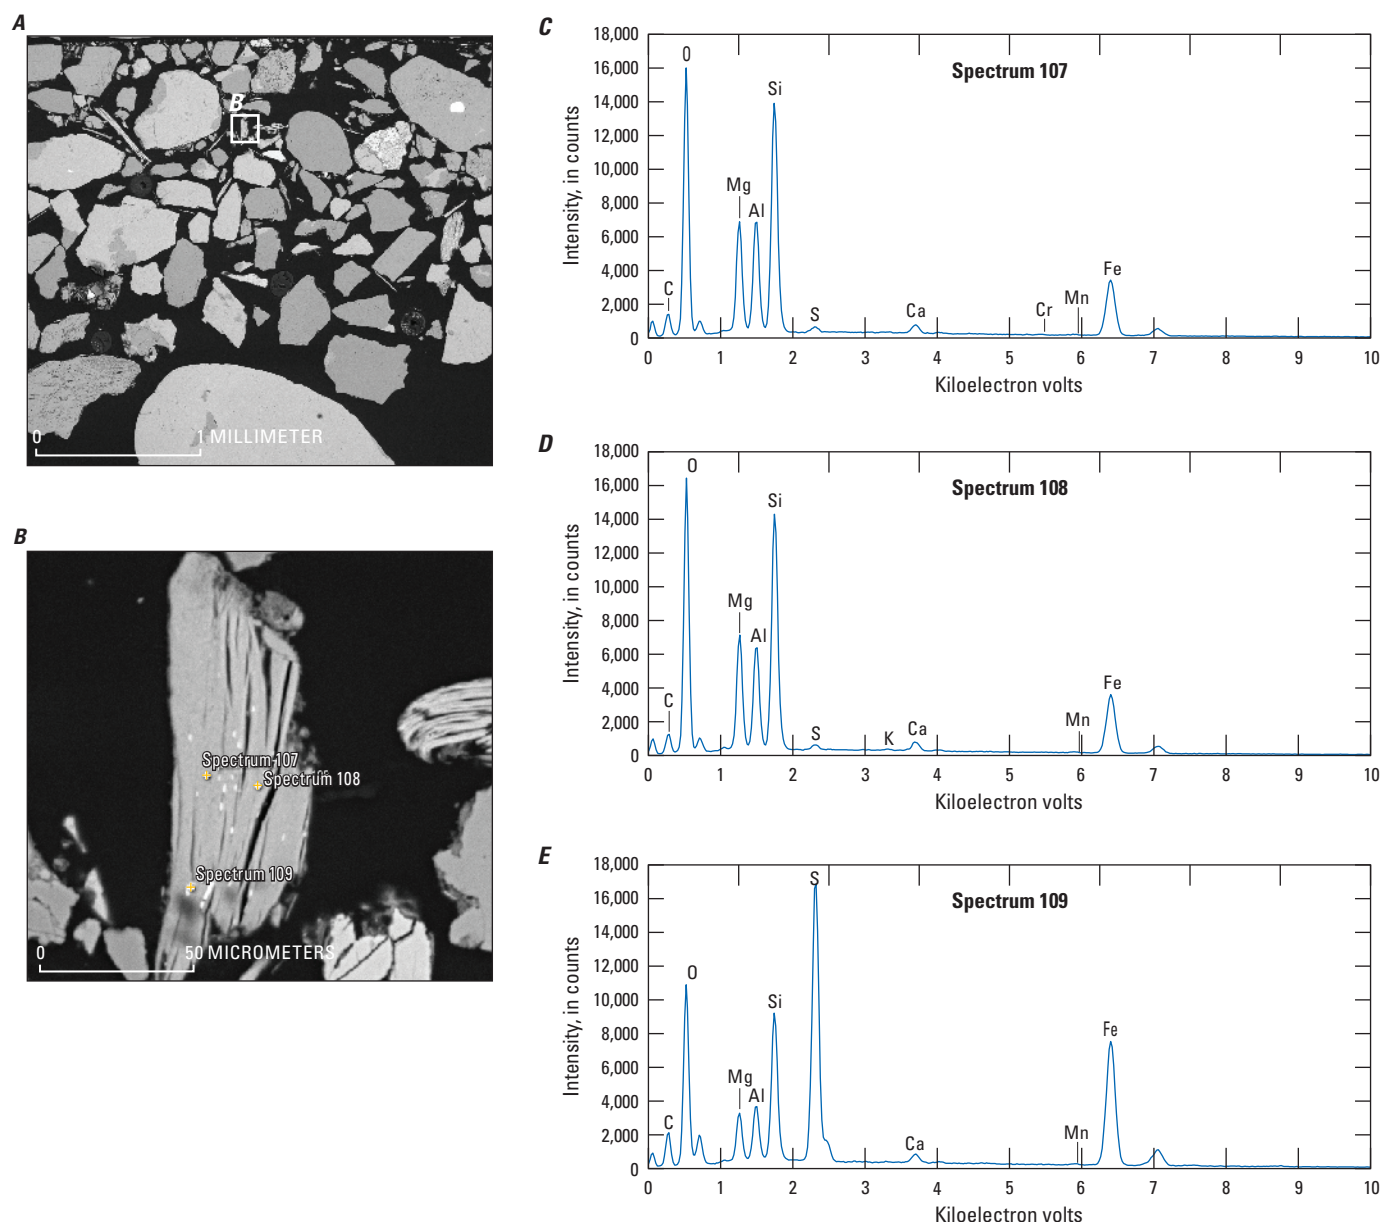 A
B
0
1 MILLIMETER
B
Spectrum 107
Spectrum 108
Spectrum 109
0
50 MICROMETERS
C
Spectrum 107
Intensity, in counts
18,000
16,000
14,000
12,000
10,000
8,000
6,000
4,000
2,000
0
C
O
Mg
Al
Si
S
Ca
Cr
Mn
Fe
0 1 2 3 4 5 6 7 8 9 10
Kiloelectron volts
D
Spectrum 108
Intensity, in counts
18,000
16,000
14,000
12,000
10,000
8,000
6,000
4,000
2,000
0
C
O
Mg
Al
Si
S
K
Ca
Mn
Fe
0 1 2 3 4 5 6 7 8 9 10
Kiloelectron volts
E
Spectrum 109
Intensity, in counts
18,000
16,000
14,000
12,000
10,000
8,000
6,000
4,000
2,000
0
C
O
Mg
Al
Si
S
Ca
Mn
Fe
0 1 2 3 4 5 6 7 8 9 10
Kiloelectron volts